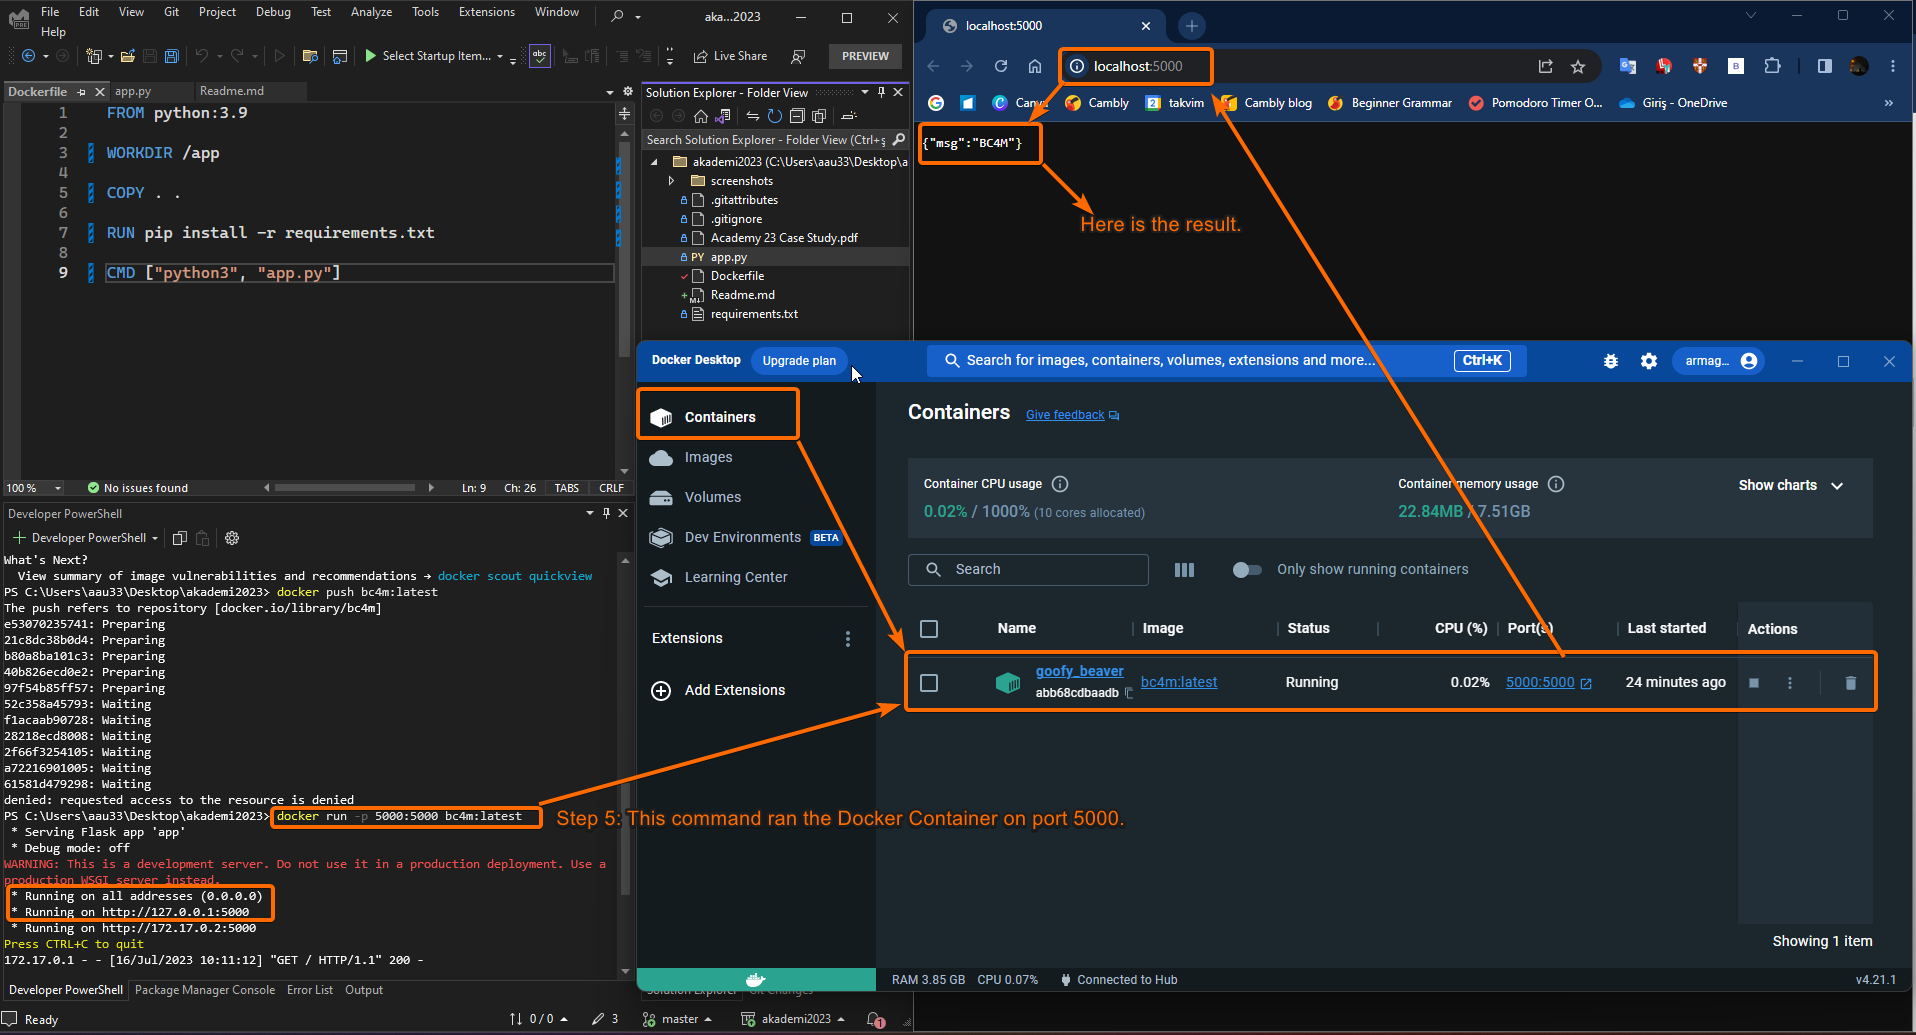 File Edit View Git Project Debug Test Analyze Tools Extensions Window aka...2023
Help
Select Startup Item... abc Live Share PREVIEW
Dockerfile app.py Readme.md
1 FROM python:3.9
2
3 WORKDIR /app
4
5 COPY . .
6
7 RUN pip install -r requirements.txt
8
9 CMD ["python3", "app.py"]
100 % No issues found Ln: 9 Ch: 26 TABS CRLF
Solution Explorer - Folder View
Search Solution Explorer - Folder View (Ctrl+ş
akademi2023 (C:\Users\aau33\Desktop\a
screenshots
.gitattributes
.gitignore
Academy 23 Case Study.pdf
PY app.py
Dockerfile
Readme.md
requirements.txt
localhost:5000
localhost:5000
Canv Cambly 2 takvim Cambly blog Beginner Grammar Pomodoro Timer O... Giriş - OneDrive »
{"msg":"BC4M"}
Here is the result.
Developer PowerShell
Developer PowerShell
What's Next?
View summary of image vulnerabilities and recommendations → docker scout quickview
PS C:\Users\aau33\Desktop\akademi2023> docker push bc4m:latest
The push refers to repository [docker.io/library/bc4m]
e53070235741: Preparing
21c8dc38b0d4: Preparing
b80a8ba101c3: Preparing
40b826ecd0e2: Preparing
97f54b85ff57: Preparing
52c358a45793: Waiting
f1acaab90728: Waiting
28218ecd8008: Waiting
2f66f3254105: Waiting
a72216901005: Waiting
61581d479298: Waiting
denied: requested access to the resource is denied
PS C:\Users\aau33\Desktop\akademi2023> docker run -p 5000:5000 bc4m:latest
* Serving Flask app 'app'
* Debug mode: off
WARNING: This is a development server. Do not use it in a production deployment. Use a
production WSGI server instead.
* Running on all addresses (0.0.0.0)
* Running on http://127.0.0.1:5000
* Running on http://172.17.0.2:5000
Press CTRL+C to quit
172.17.0.1 - - [16/Jul/2023 10:11:12] "GET / HTTP/1.1" 200 -
Developer PowerShell Package Manager Console Error List Output
Ready 0 / 0 3 master akademi2023 1
Docker Desktop Upgrade plan Search for images, containers, volumes, extensions and more... Ctrl+K armag...
Containers
Images
Volumes
Dev Environments BETA
Learning Center
Extensions
Add Extensions
Containers Give feedback
Container CPU usage
0.02% / 1000% (10 cores allocated)
Container memory usage
22.84MB / 7.51GB
Show charts
Search Only show running containers
Name Image Status CPU (%) Port(s) Last started Actions
goofy_beaver
abb68cdbaadb bc4m:latest Running 0.02% 5000:5000 24 minutes ago
Step 5: This command ran the Docker Container on port 5000.
Showing 1 item
RAM 3.85 GB CPU 0.07% Connected to Hub v4.21.1